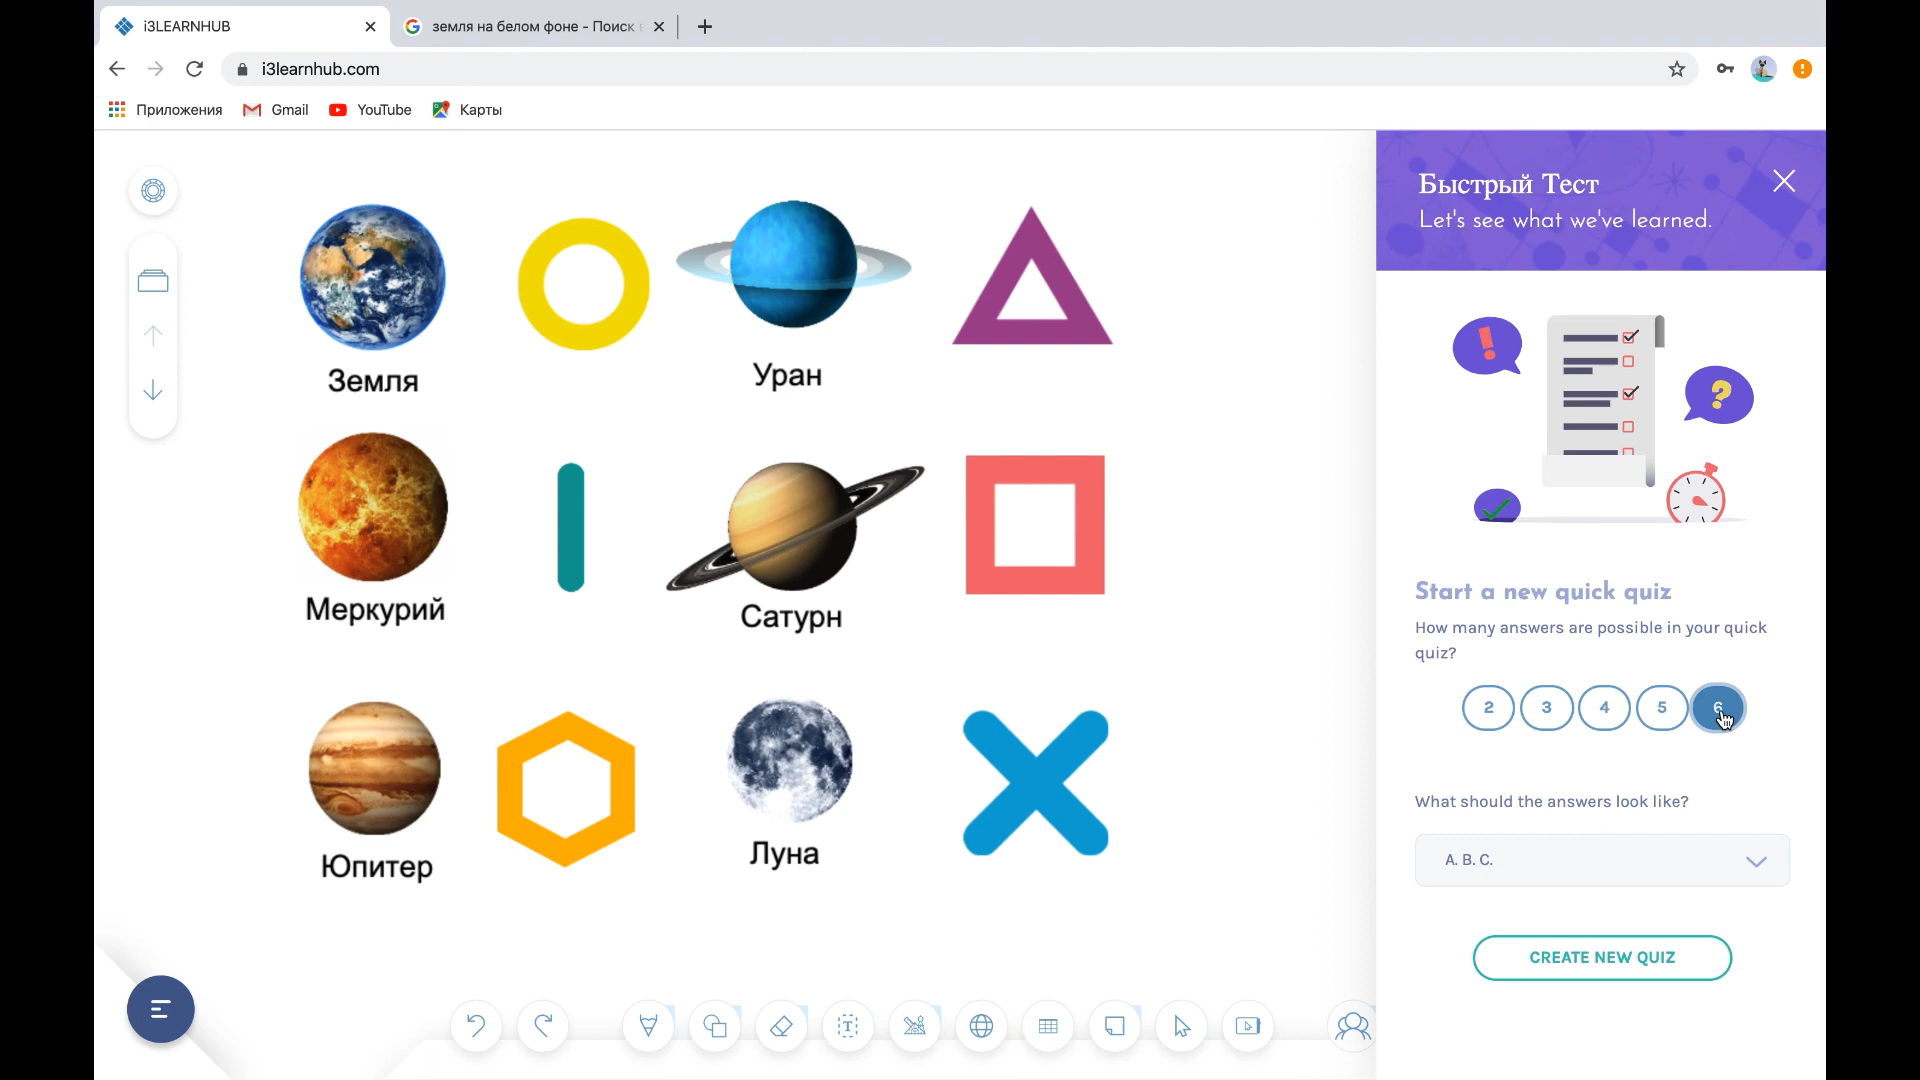 i3LEARNHUB
земля на белом фоне - Поиск
i3learnhub.com
Приложения
Gmail
YouTube
Карты
Быстрый Тест
Let's see what we've learned.
Земля
Уран
Меркурий
Сатурн
Юпитер
Луна
Start a new quick quiz
How many answers are possible in your quick
quiz?
2 3 4 5 6
What should the answers look like?
A. B. C.
CREATE NEW QUIZ